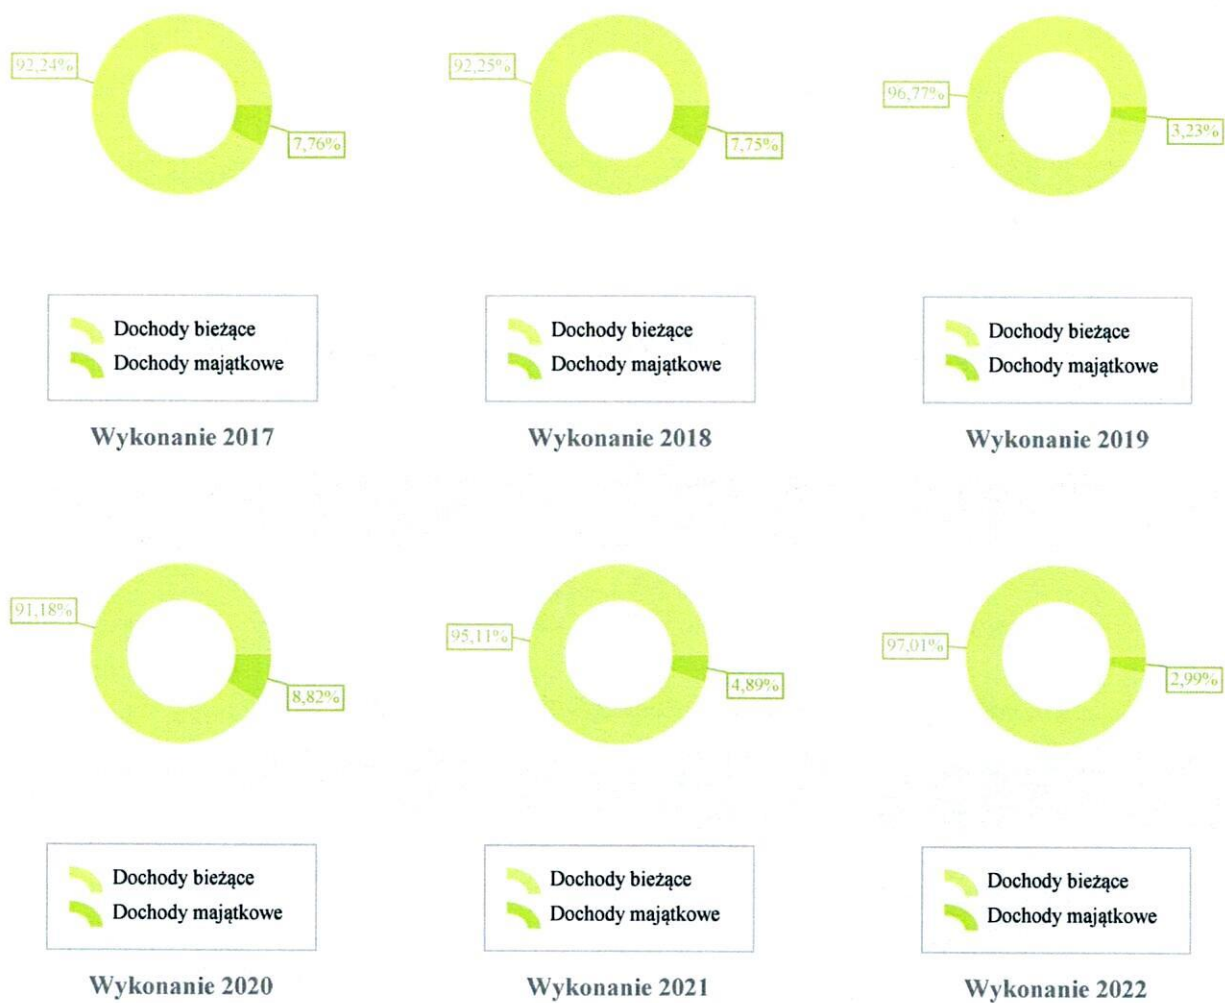 92,24%
7,76%
Dochody bieżące
Dochody majątkowe
Wykonanie 2017
92,25%
7,75%
Dochody bieżące
Dochody majątkowe
Wykonanie 2018
96,77%
3,23%
Dochody bieżące
Dochody majątkowe
Wykonanie 2019
91,18%
8,82%
Dochody bieżące
Dochody majątkowe
Wykonanie 2020
95,11%
4,89%
Dochody bieżące
Dochody majątkowe
Wykonanie 2021
97,01%
2,99%
Dochody bieżące
Dochody majątkowe
Wykonanie 2022